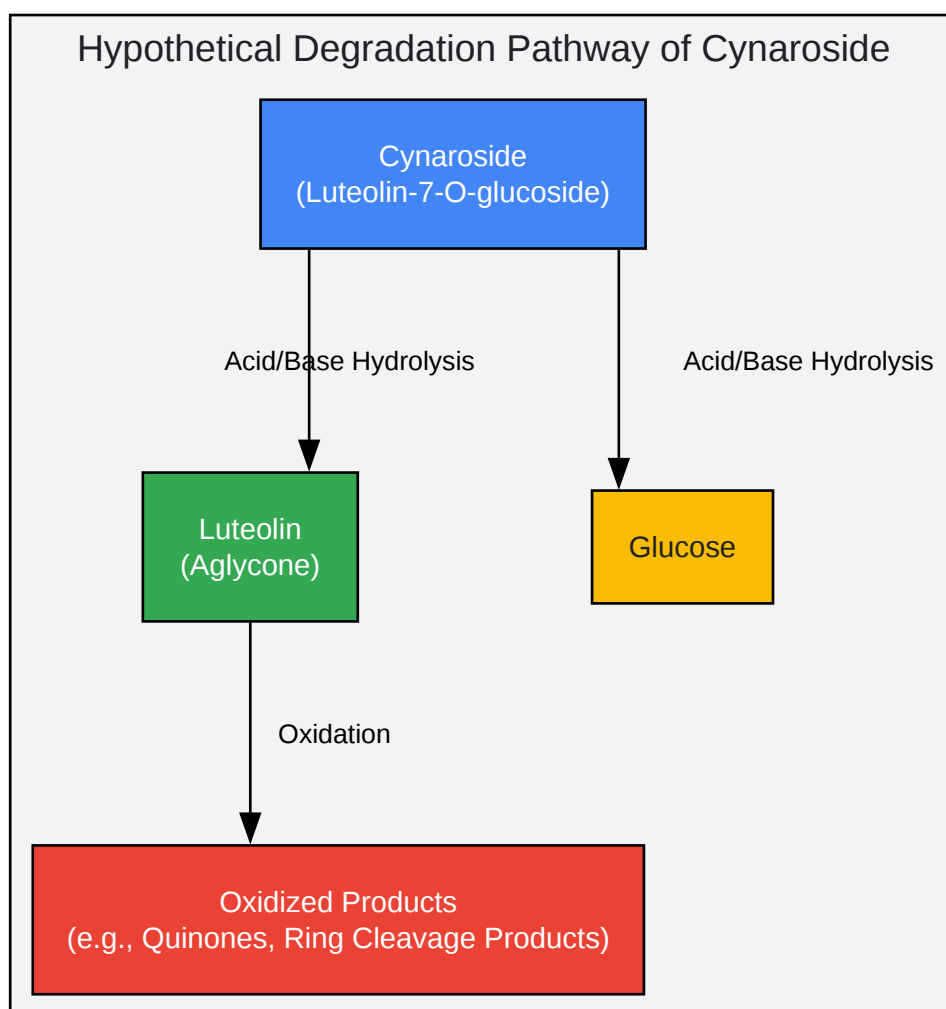 Hypothetical Degradation Pathway of Cynaroside
Cynaroside
(Luteolin-7-O-glucoside)
Acid/Base Hydrolysis
Acid/Base Hydrolysis
Luteolin
(Aglycone)
Glucose
Oxidation
Oxidized Products
(e.g., Quinones, Ring Cleavage Products)